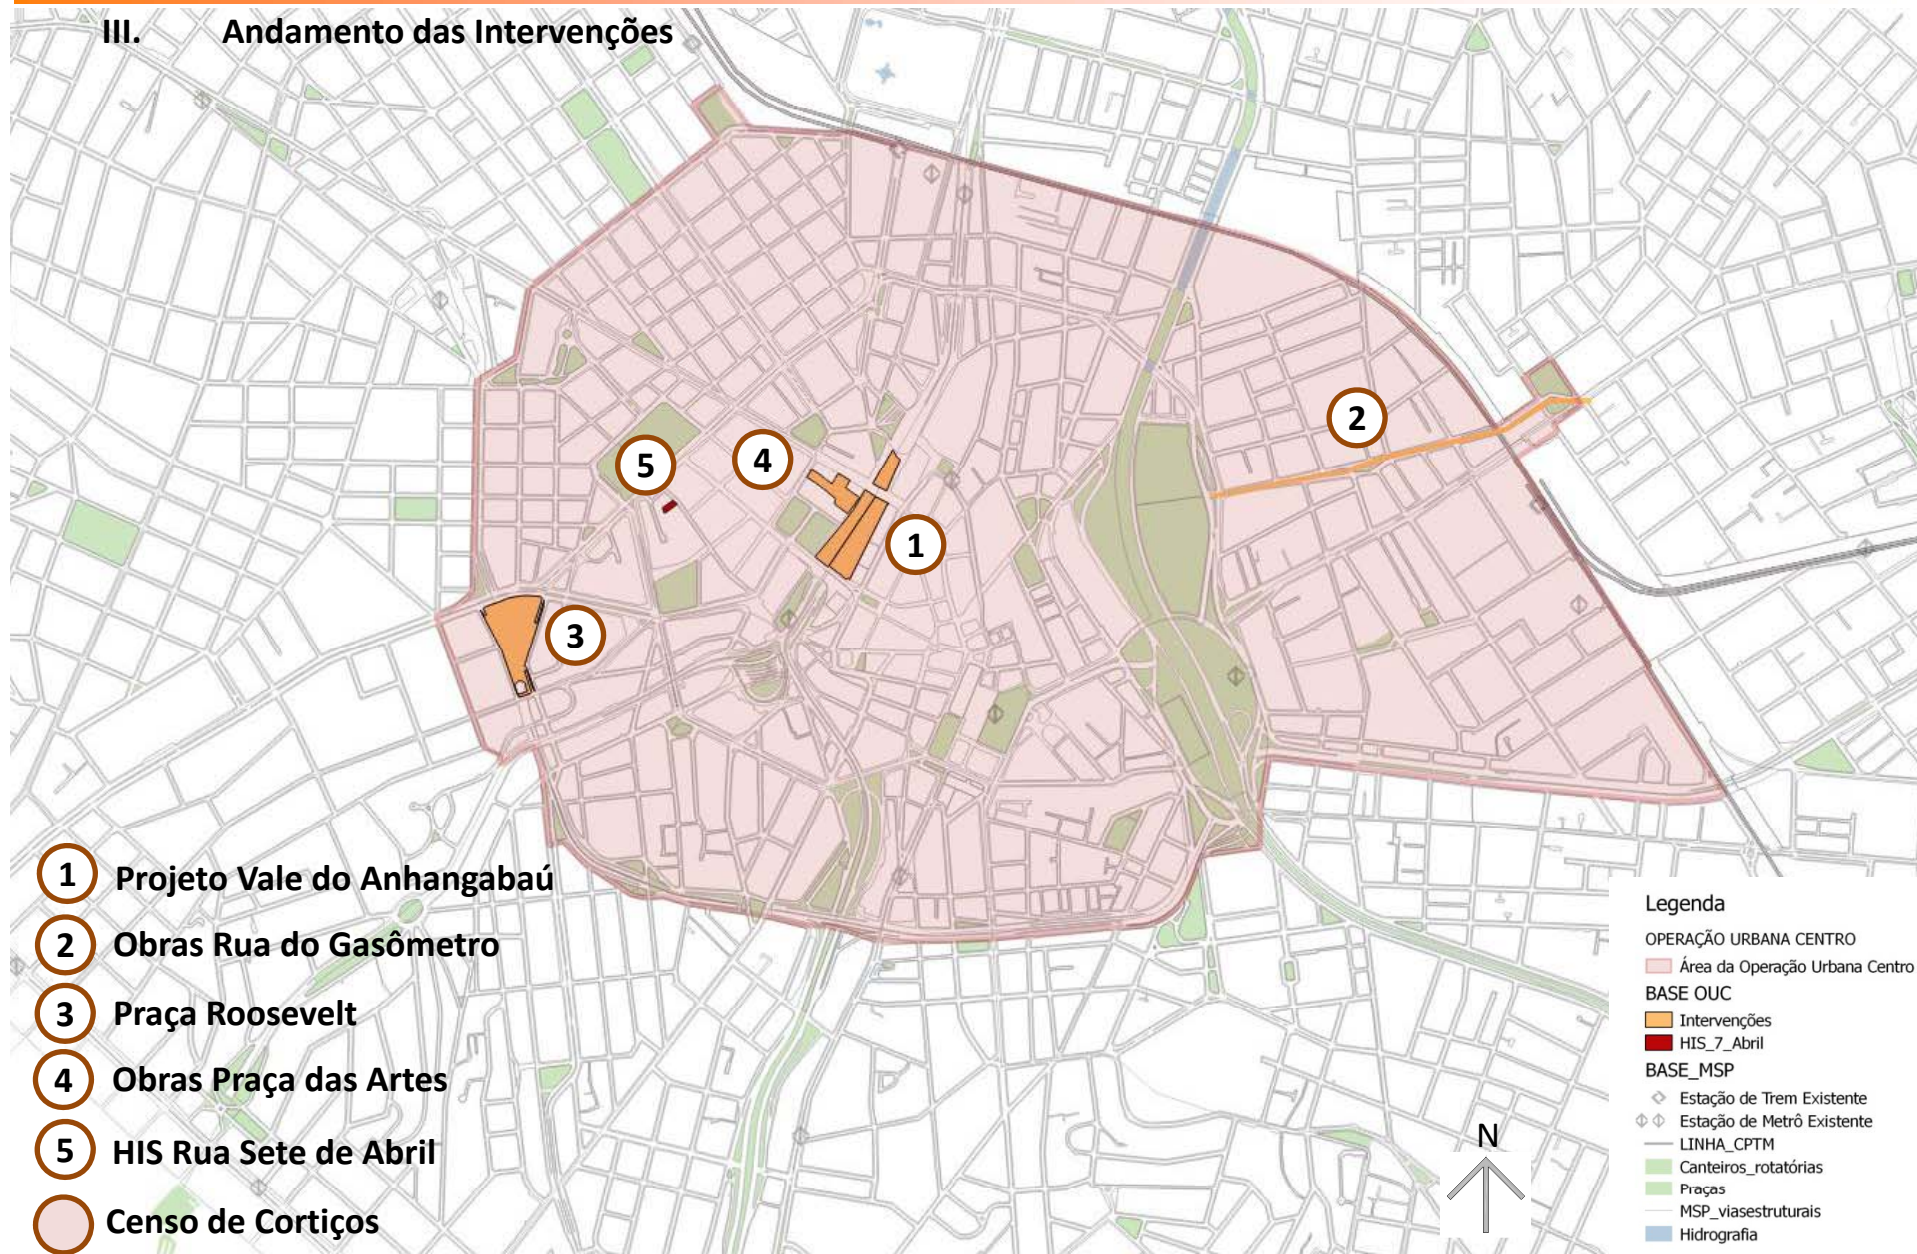 III. Andamento das Intervenções
2
5
4
1
3
1 Projeto Vale do Anhangabaú
2 Obras Rua do Gasômetro
3 Praça Roosevelt
4 Obras Praça das Artes
5 HIS Rua Sete de Abril
Censo de Cortiços
N
Legenda
OPERAÇÃO URBANA CENTRO
Área da Operação Urbana Centro
BASE OUC
Intervenções
HIS_7_Abril
BASE_MSP
Estação de Trem Existente
Estação de Metrô Existente
LINHA_CPTM
Canteiros_rotatórias
Praças
MSP_viasestruturais
Hidrografia